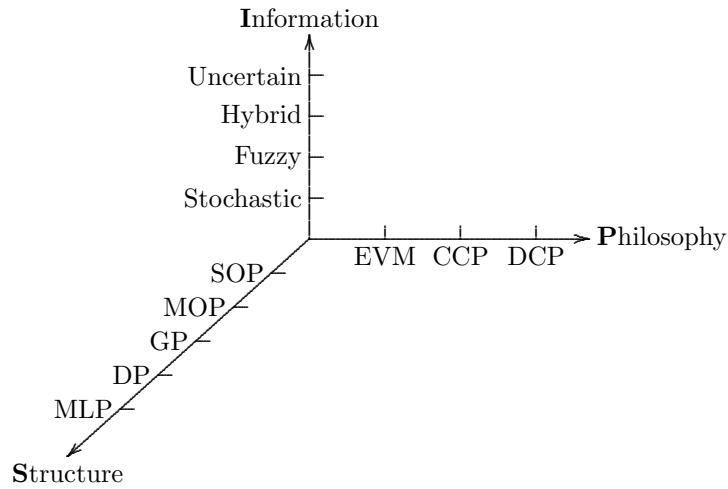 Information
Uncertain
Hybrid
Fuzzy
Stochastic
Philosophy
EVM CCP DCP
SOP
MOP
GP
DP
MLP
Structure